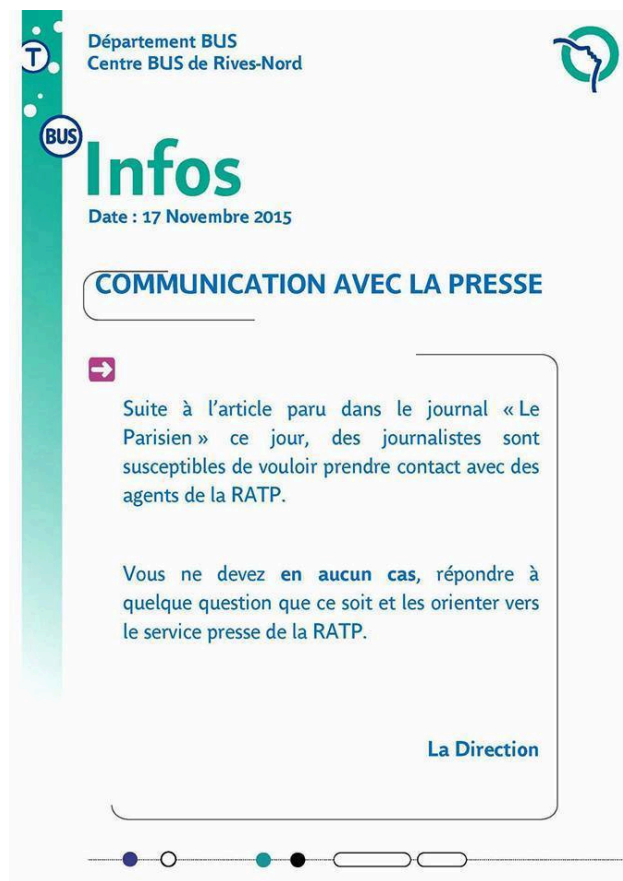 Département BUS
Centre BUS de Rives-Nord
T
BUS
Infos
Date : 17 Novembre 2015
COMMUNICATION AVEC LA PRESSE
Suite à l'article paru dans le journal « Le
Parisien » ce jour, des journalistes sont
susceptibles de vouloir prendre contact avec des
agents de la RATP.
Vous ne devez en aucun cas, répondre à
quelque question que ce soit et les orienter vers
le service presse de la RATP.
La Direction